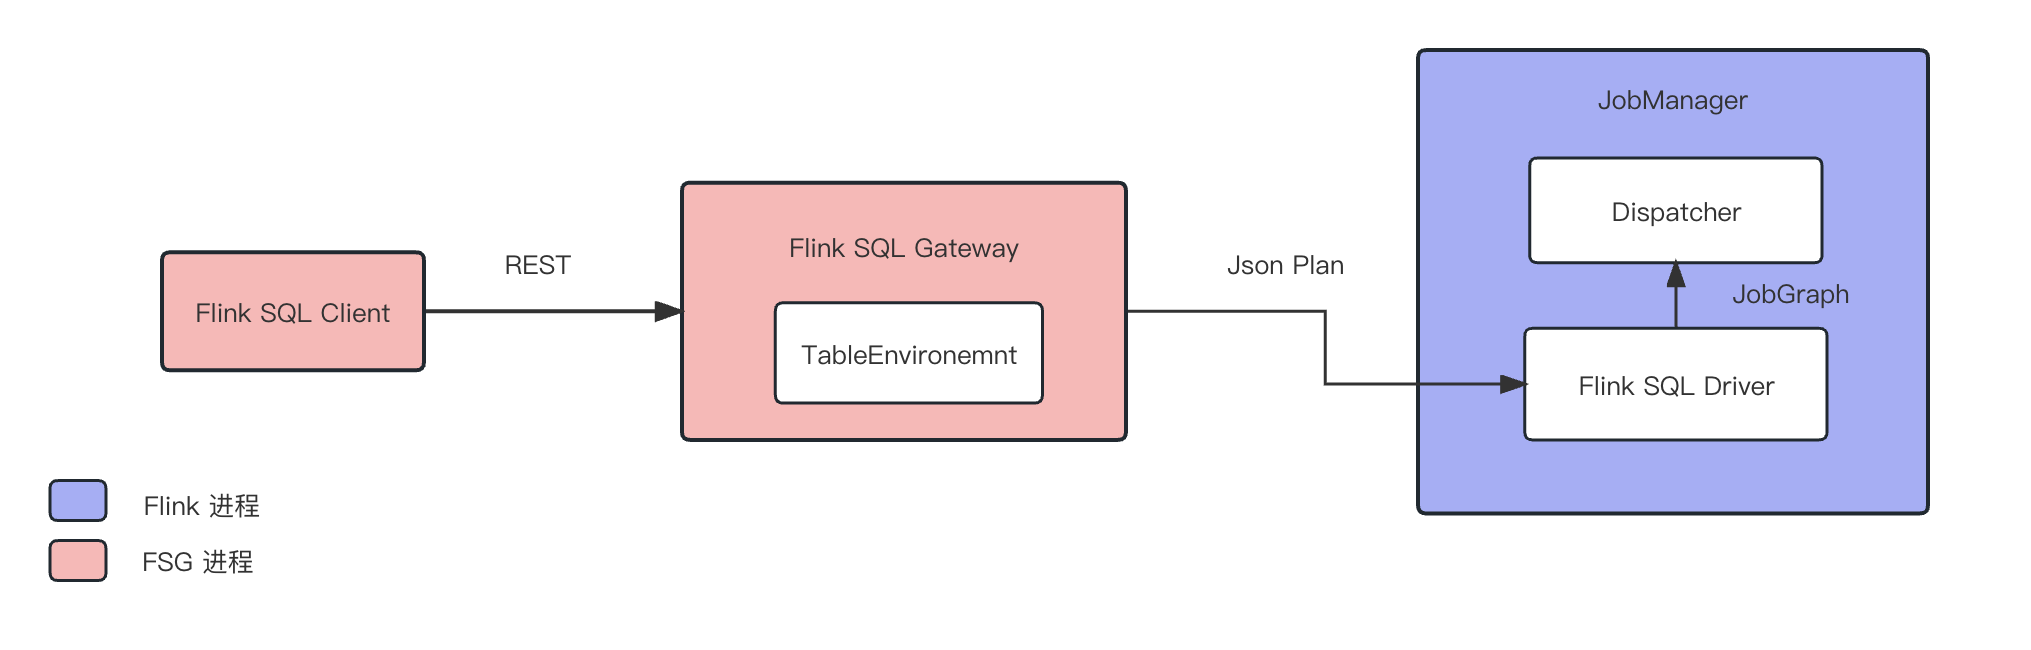 Flink SQL Client
REST
Flink SQL Gateway
TableEnvironemnt
Json Plan
JobManager
Dispatcher
JobGraph
Flink SQL Driver
Flink 进程
FSG 进程